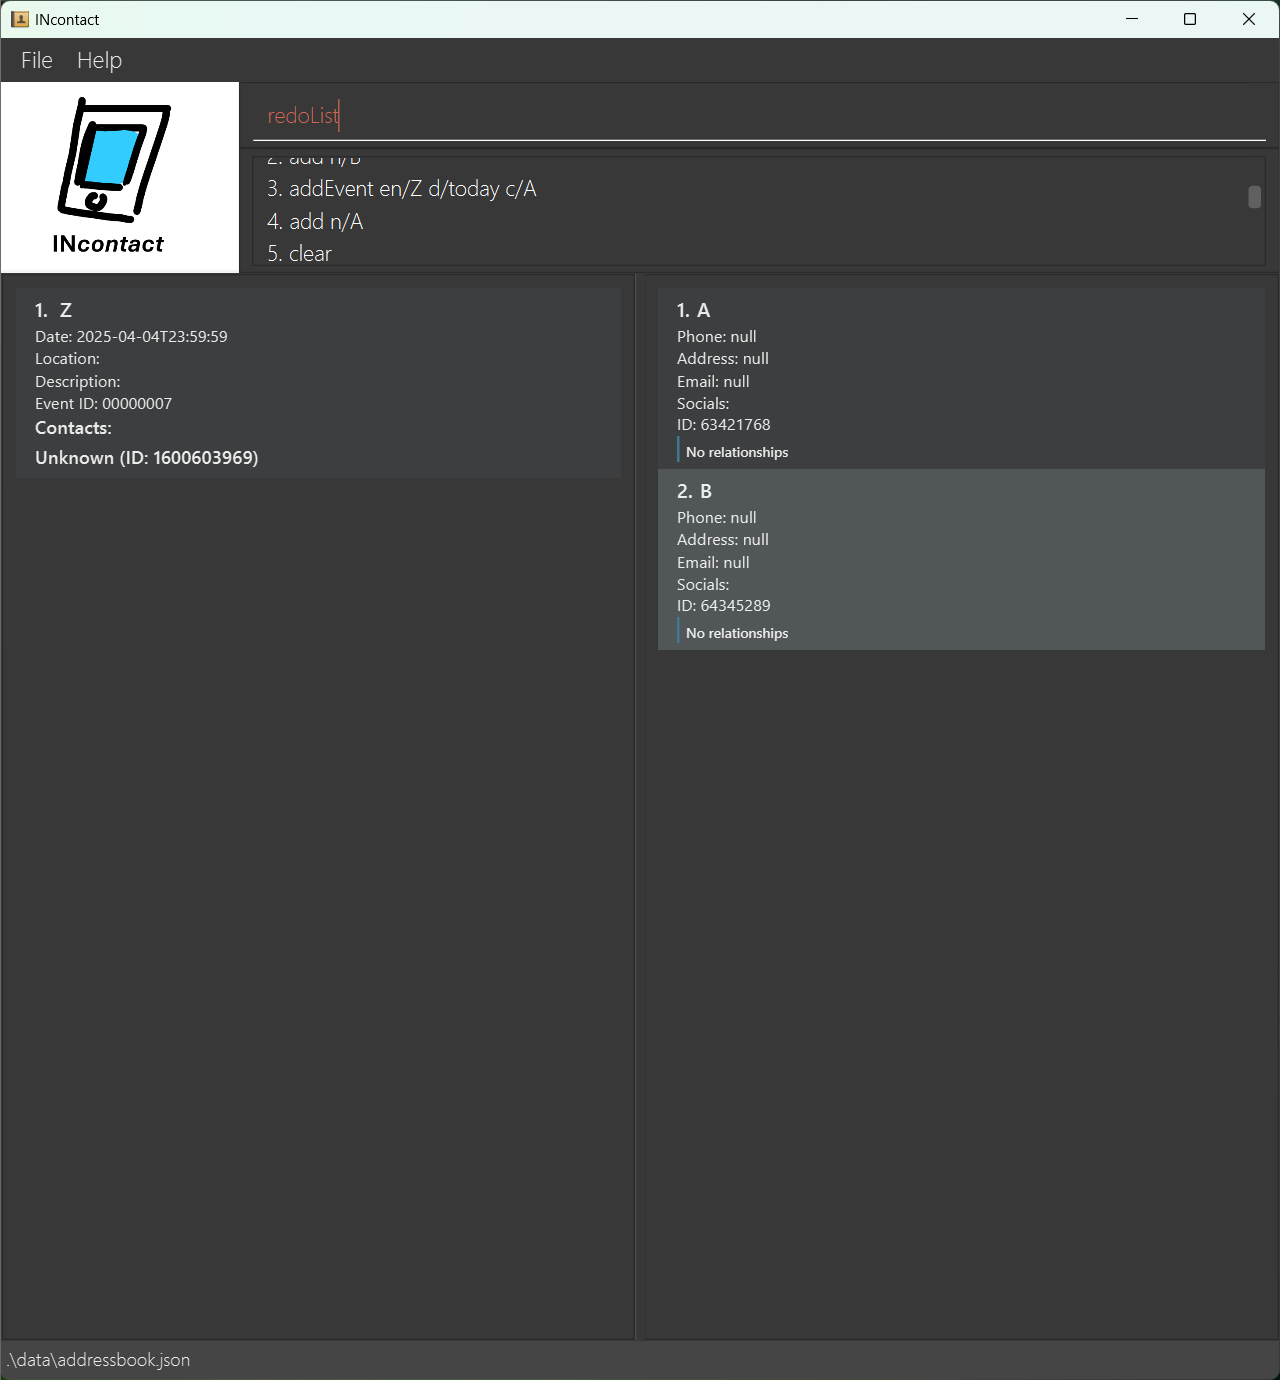 INcontact
File Help
redoList
INcontact
2. add n/B
3. addEvent en/Z d/today c/A
4. add n/A
5. clear
1. Z
Date: 2025-04-04T23:59:59
Location:
Description:
Event ID: 00000007
Contacts:
Unknown (ID: 1600603969)
1. A
Phone: null
Address: null
Email: null
Socials:
ID: 63421768
No relationships
2. B
Phone: null
Address: null
Email: null
Socials:
ID: 64345289
No relationships
.\data\addressbook.json